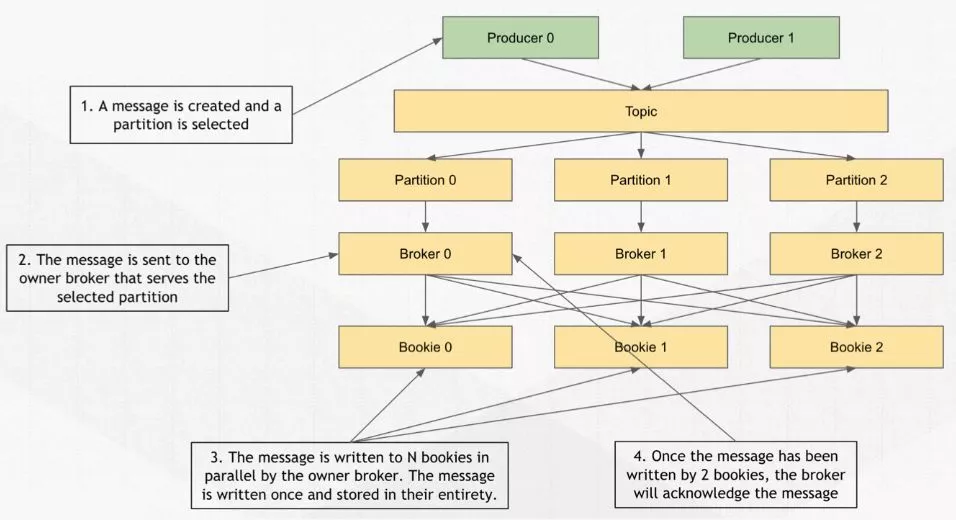 Producer 0
Producer 1
1. A message is created and a
partition is selected
Topic
Partition 0
Partition 1
Partition 2
2. The message is sent to the
owner broker that serves the
selected partition
Broker 0
Broker 1
Broker 2
Bookie 0
Bookie 1
Bookie 2
3. The message is written to N bookies in
parallel by the owner broker. The message
is written once and stored in their entirety.
4. Once the message has been
written by 2 bookies, the broker
will acknowledge the message